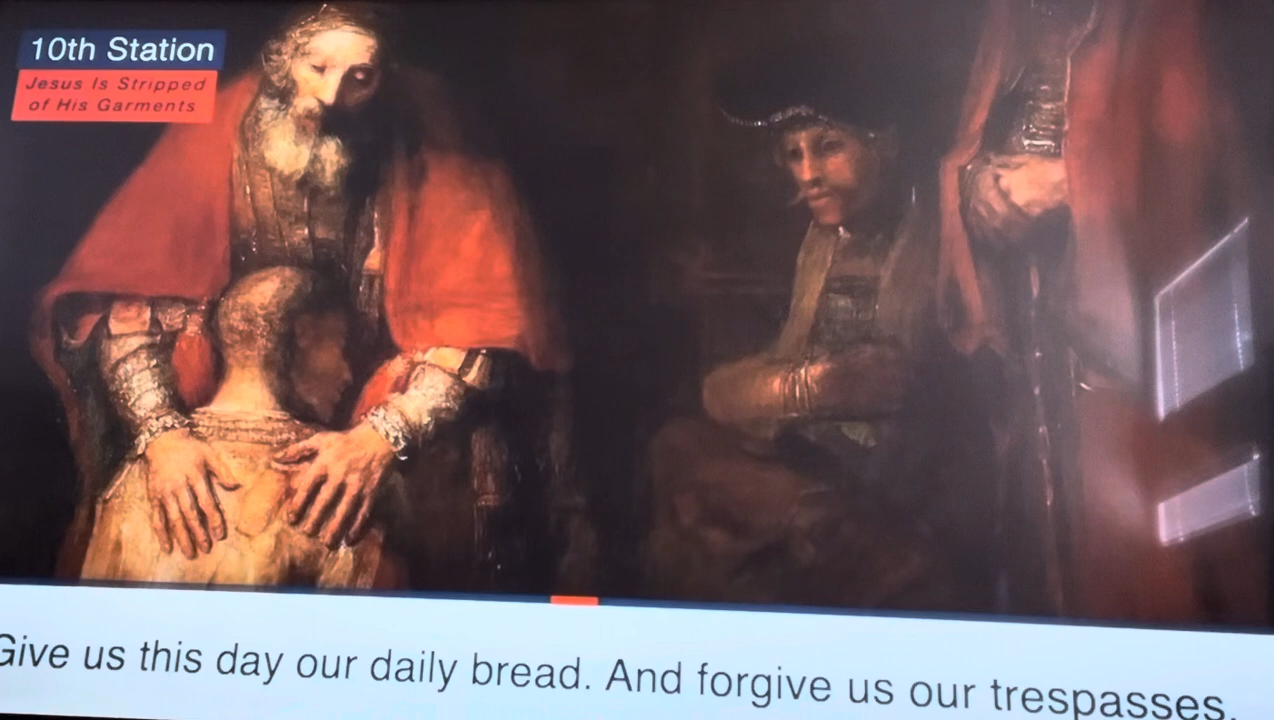 10th Station
Jesus Is Stripped
of His Garments
Give us this day our daily bread. And forgive us our trespasses.